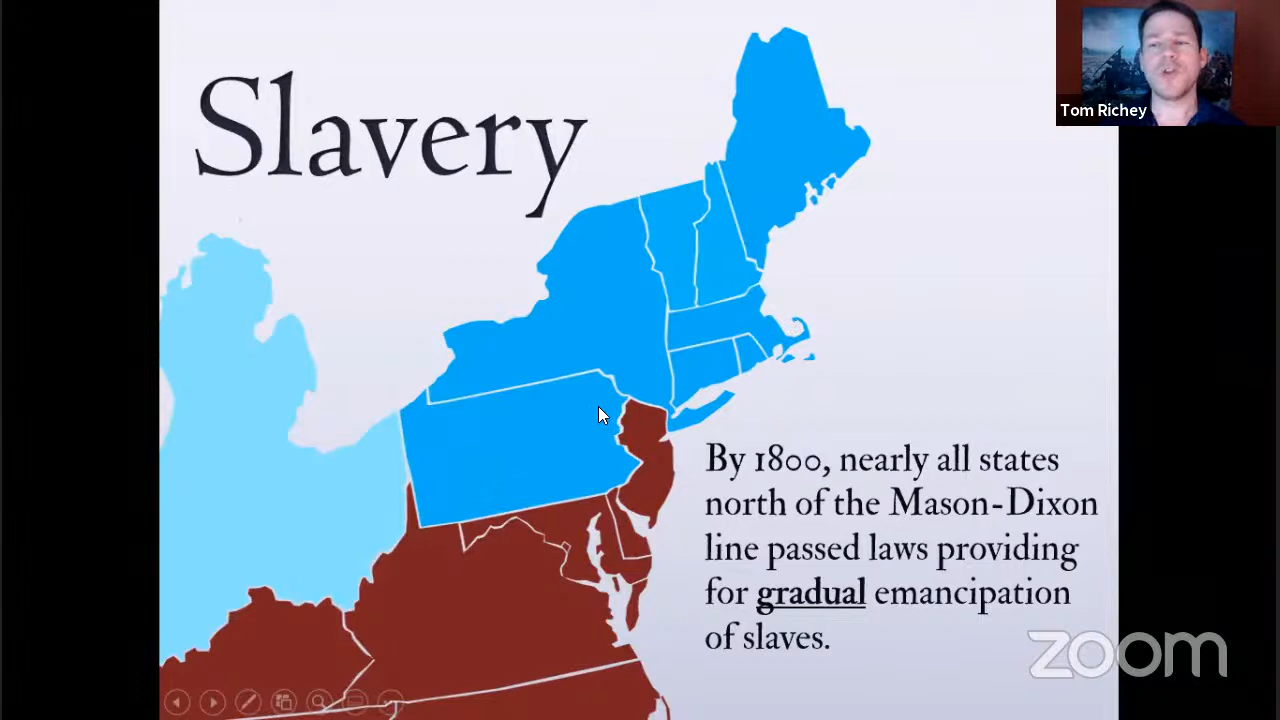 Slavery
Tom Richey
By 1800, nearly all states
north of the Mason-Dixon
line passed laws providing
for gradual emancipation
of slaves.
zoom